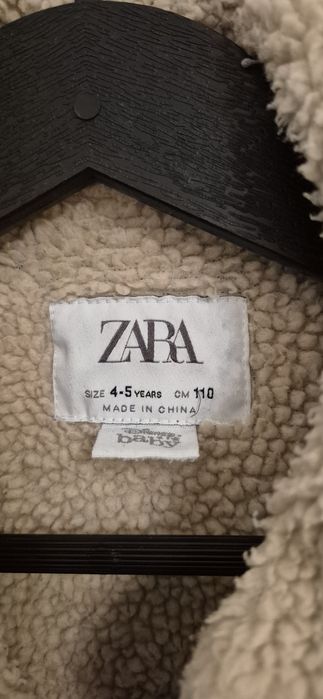 ZARA
SIZE 4-5 YEARS CM 110
MADE IN CHINA
baby